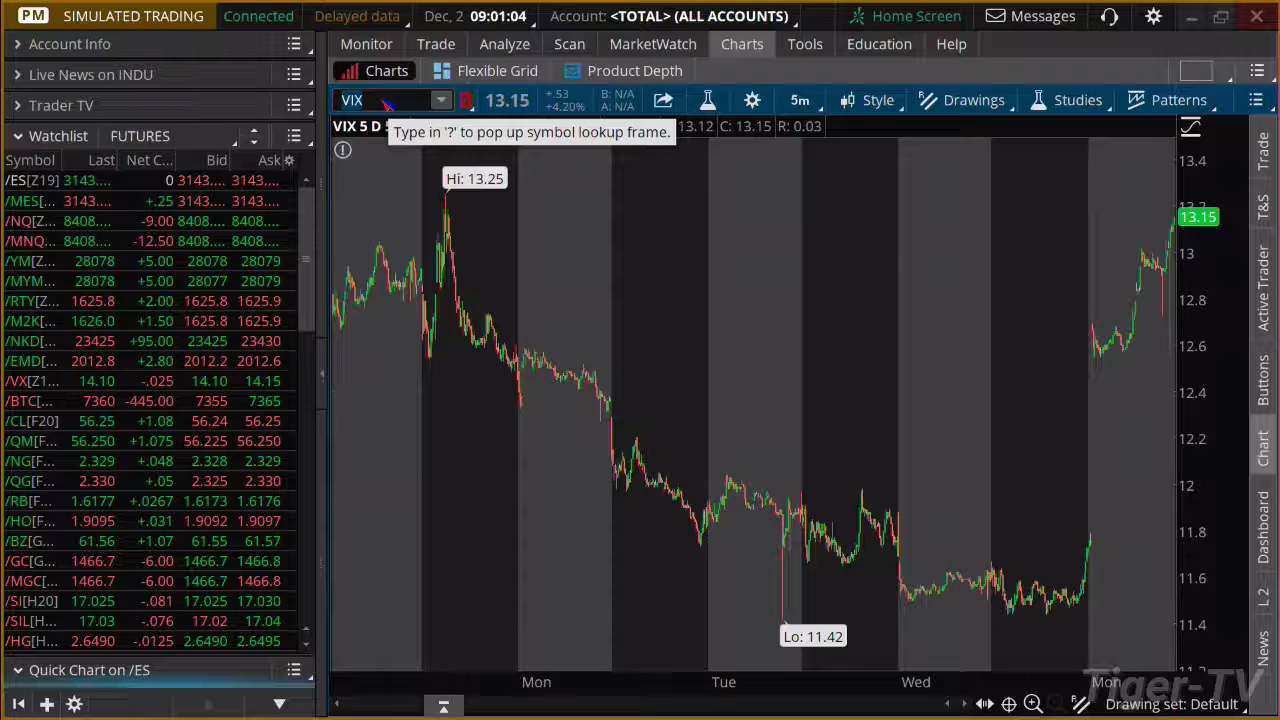 PM SIMULATED TRADING Connected Delayed data Dec, 2 09:01:04 Account: <TOTAL> (ALL ACCOUNTS) Home Screen Messages
Account Info
Live News on INDU
Trader TV
Watchlist FUTURES
Symbol Last Net C... Bid Ask
/ES[Z19] 3143.... 0 3143.... 3143....
/MES[... 3143.... +.25 3143.... 3143....
/NQ[Z... 8408.... -9.00 8408.... 8408....
/MNQ... 8408.... -12.50 8408.... 8408....
/YM[Z... 28078 +5.00 28078 28079
/MYM... 28078 +5.00 28077 28079
/RTY[Z... 1625.8 +2.00 1625.8 1625.9
/M2K[... 1626.0 +1.50 1625.8 1625.9
/NKD[... 23425 +95.00 23425 23430
/EMD[... 2012.8 +2.80 2012.2 2012.6
/VX[Z1... 14.10 -.025 14.10 14.15
/BTC[... 7360 -445.00 7355 7365
/CL[F20] 56.25 +1.08 56.24 56.25
/QM[F... 56.250 +1.075 56.225 56.250
/NG[F... 2.329 +.048 2.328 2.329
/QG[F... 2.330 +.05 2.325 2.330
/RB[F... 1.6177 +.0267 1.6173 1.6176
/HO[F... 1.9095 +.031 1.9092 1.9097
/BZ[G... 61.56 +1.07 61.55 61.57
/GC[G... 1466.7 -6.00 1466.7 1466.8
/MGC[... 1466.7 -6.00 1466.7 1466.8
/SI[H20] 17.025 -.081 17.025 17.030
/SIL[H... 17.03 -.076 17.02 17.04
/HG[H... 2.6490 -.0125 2.6490 2.6495
Quick Chart on /ES
Monitor Trade Analyze Scan MarketWatch Charts Tools Education Help
Charts Flexible Grid Product Depth
VIX 13.15 +.53 B: N/A 5m Style Drawings Studies Patterns
+4.20% A: N/A
VIX 5 D 13.12 C: 13.15 R: 0.03
Type in '?' to pop up symbol lookup frame.
Hi: 13.25
Lo: 11.42
13.4
13.2
13.15
13
12.8
12.6
12.4
12.2
12
11.8
11.6
11.4
11.2
Mon Tue Wed Mon
Trade
T&S
Active Trader
Buttons
Chart
Dashboard
L 2
News
Tiger-TV
Drawing set: Default